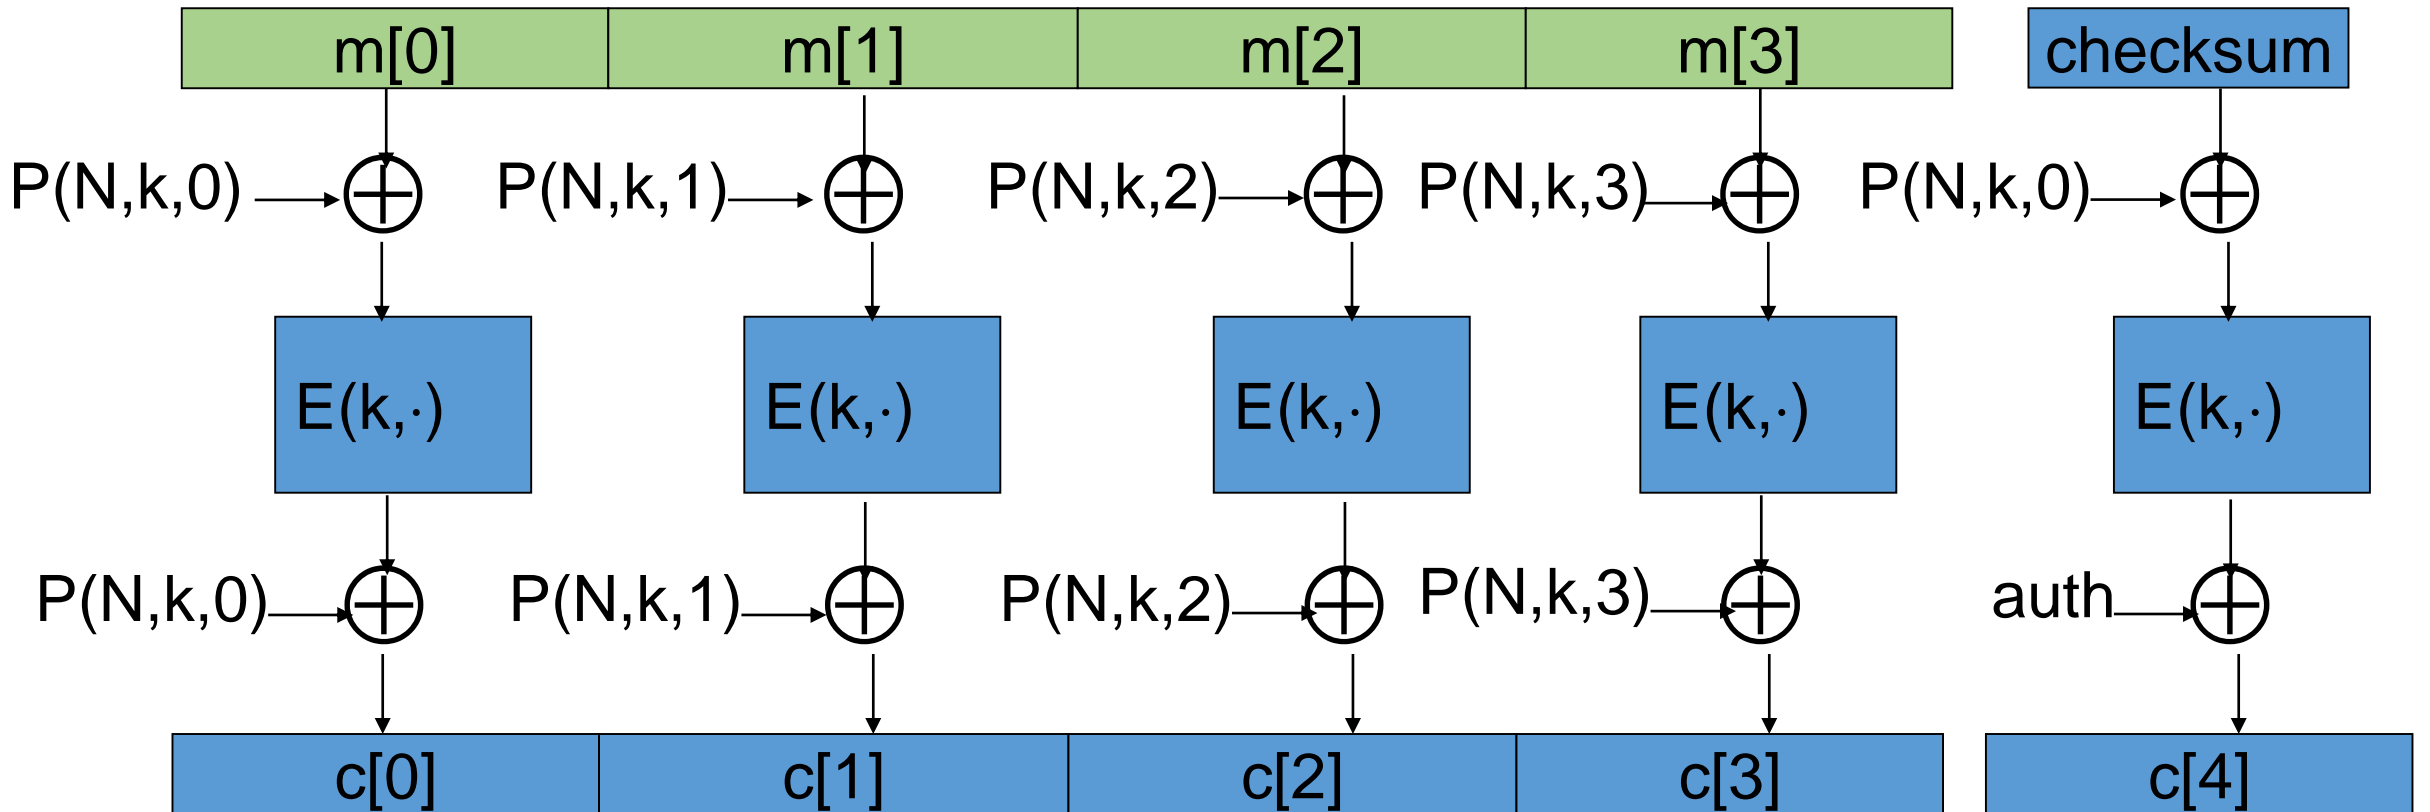 m[0] m[1] m[2] m[3] checksum
P(N,k,0) P(N,k,1) P(N,k,2) P(N,k,3) P(N,k,0)
E(k,·) E(k,·) E(k,·) E(k,·) E(k,·)
P(N,k,0) P(N,k,1) P(N,k,2) P(N,k,3) auth
c[0] c[1] c[2] c[3] c[4]